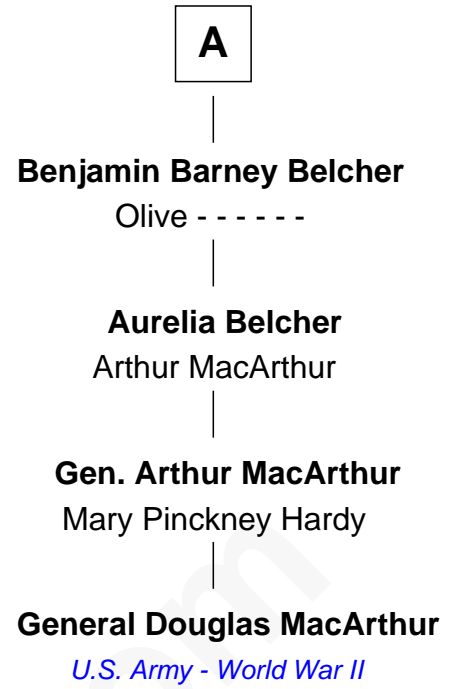 A
Benjamin Barney Belcher
Olive - - - - - -
Aurelia Belcher
Arthur MacArthur
Gen. Arthur MacArthur
Mary Pinckney Hardy
General Douglas MacArthur
U.S. Army - World War II